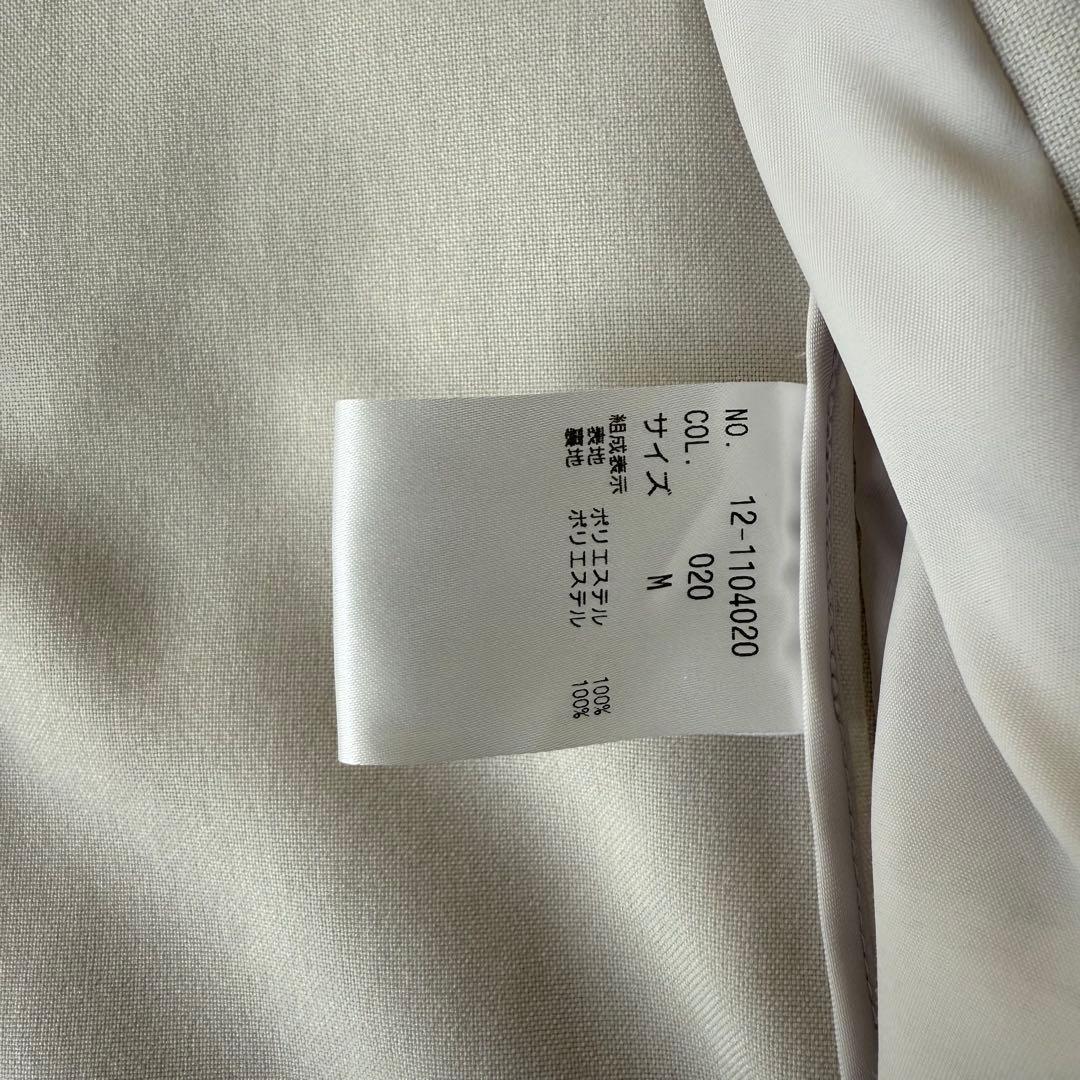 NO. 12-1104020
COL. 020
サイズ M
組成表示
表地 ポリエステル 100%
裏地 ポリエステル 100%